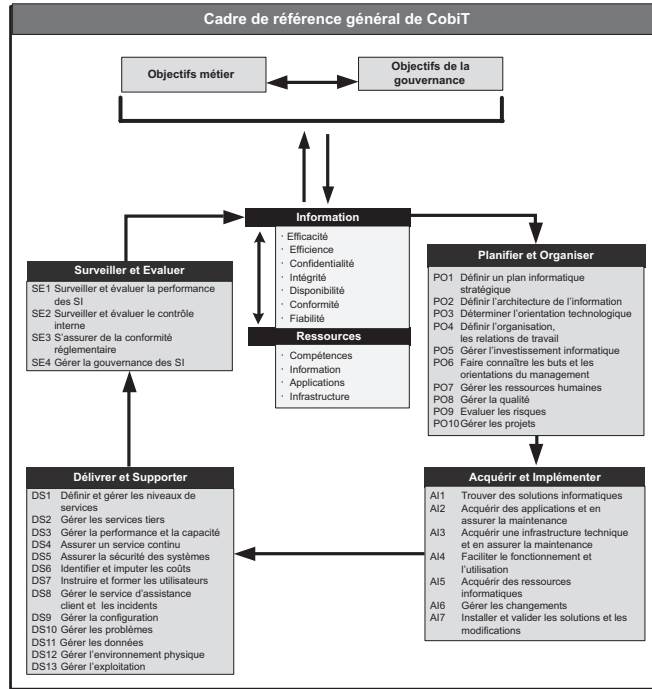 Cadre de référence général de CobiT
Objectifs métier
Objectifs de la
gouvernance
Information
· Efficacité
· Efficience
· Confidentialité
· Intégrité
· Disponibilité
· Conformité
· Fiabilité
Ressources
· Compétences
· Information
· Applications
· Infrastructure
Surveiller et Evaluer
SE1 Surveiller et évaluer la performance
des SI
SE2 Surveiller et évaluer le contrôle
interne
SE3 S'assurer de la conformité
réglementaire
SE4 Gérer la gouvernance des SI
Planifier et Organiser
PO1 Définir un plan informatique
stratégique
PO2 Définir l'architecture de l'information
PO3 Déterminer l'orientation technologique
PO4 Définir l'organisation,
les relations de travail
PO5 Gérer l'investissement informatique
PO6 Faire connaître les buts et les
orientations du management
PO7 Gérer les ressources humaines
PO8 Gérer la qualité
PO9 Evaluer les risques
PO10 Gérer les projets
Délivrer et Supporter
DS1 Définir et gérer les niveaux de
services
DS2 Gérer les services tiers
DS3 Gérer la performance et la capacité
DS4 Assurer un service continu
DS5 Assurer la sécurité des systèmes
DS6 Identifier et imputer les coûts
DS7 Instruire et former les utilisateurs
DS8 Gérer le service d'assistance
client et les incidents
DS9 Gérer la configuration
DS10 Gérer les problèmes
DS11 Gérer les données
DS12 Gérer l'environnement physique
DS13 Gérer l'exploitation
Acquérir et Implémenter
AI1 Trouver des solutions informatiques
AI2 Acquérir des applications et en
assurer la maintenance
AI3 Acquérir une infrastructure technique
et en assurer la maintenance
AI4 Faciliter le fonctionnement et
l'utilisation
AI5 Acquérir des ressources
informatiques
AI6 Gérer les changements
AI7 Installer et valider les solutions et les
modifications